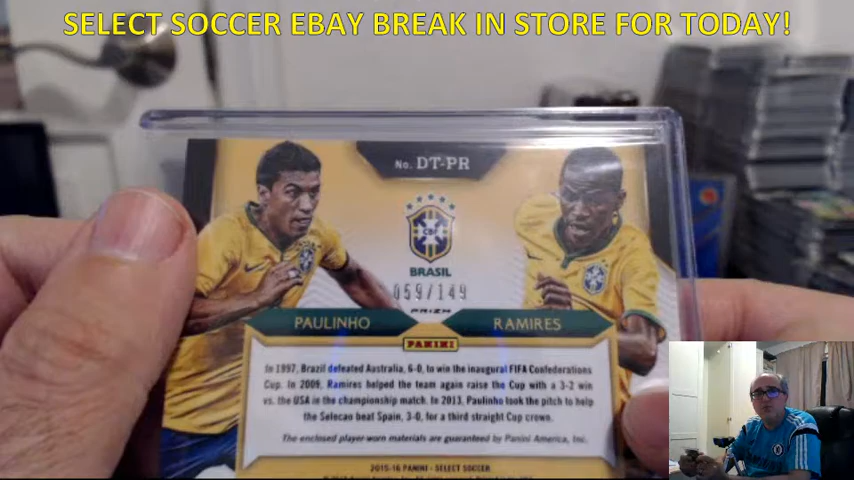 SELECT SOCCER EBAY BREAK IN STORE FOR TODAY!
No. DT-PR
CBF
BRASIL
059/149
PRIZM
PAULINHO
RAMIRES
PANINI
In 1997, Brazil defeated Australia, 6-0, to win the inaugural FIFA Confederations
Cup. In 2009, Ramires helped the team again raise the Cup with a 3-2 win
vs. the USA in the championship match. In 2013, Paulinho took the pitch to help
the Selecao beat Spain, 3-0, for a third straight Cup crown.
The enclosed player-worn materials are guaranteed by Panini America, Inc.
2015-16 PANINI - SELECT SOCCER